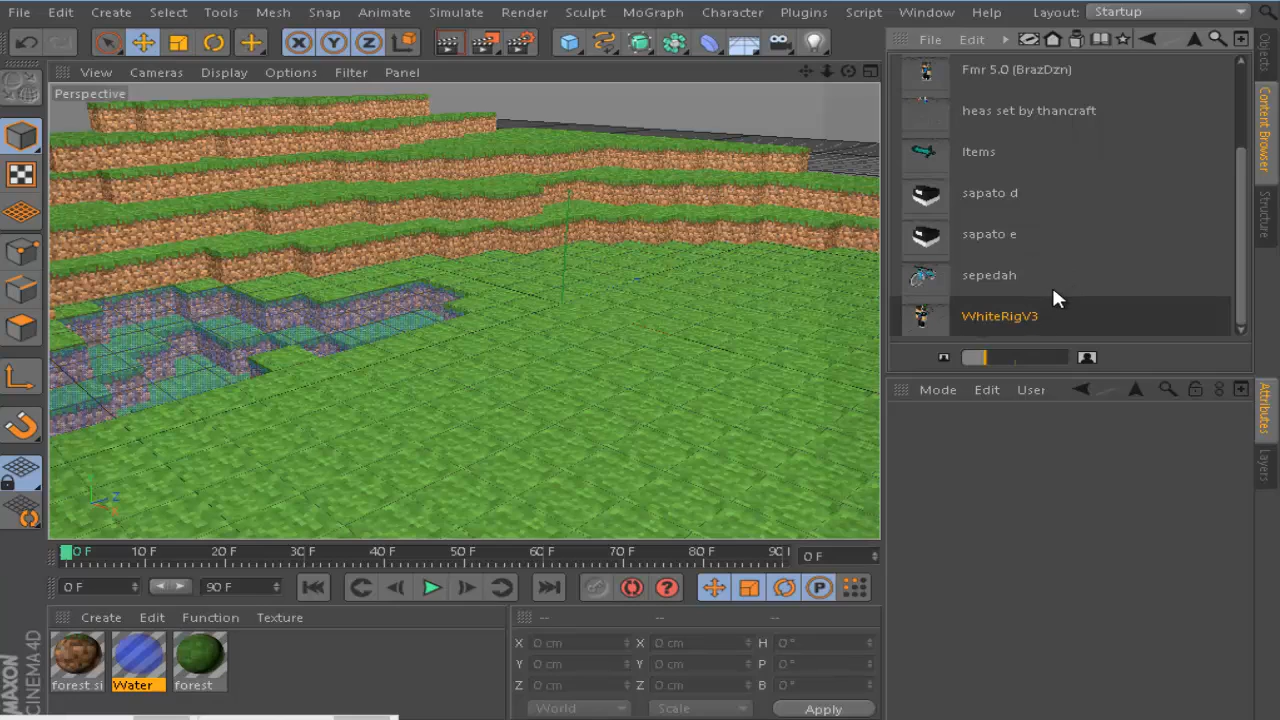 File Edit Create Select Tools Mesh Snap Animate Simulate Render Sculpt MoGraph Character Plugins Script Window Help Layout: Startup
File Edit
View Cameras Display Options Filter Panel
Perspective
Fmr 5.0 (BrazDzn)
heas set by thancraft
Items
sapato d
sapato e
sepedah
WhiteRigV3
Objects
Content Browser
Structure
Mode Edit User
Attributes
Layers
0 F 10 F 20 F 30 F 40 F 50 F 60 F 70 F 80 F 90 0 F
0 F 90 F
Create Edit Function Texture
forest si Water forest
-- -- --
X 0 cm X 0 cm H 0 °
Y 0 cm Y 0 cm P 0 °
Z 0 cm Z 0 cm B 0 °
World Scale Apply
MAXON
CINEMA 4D
X Y Z
P
Z